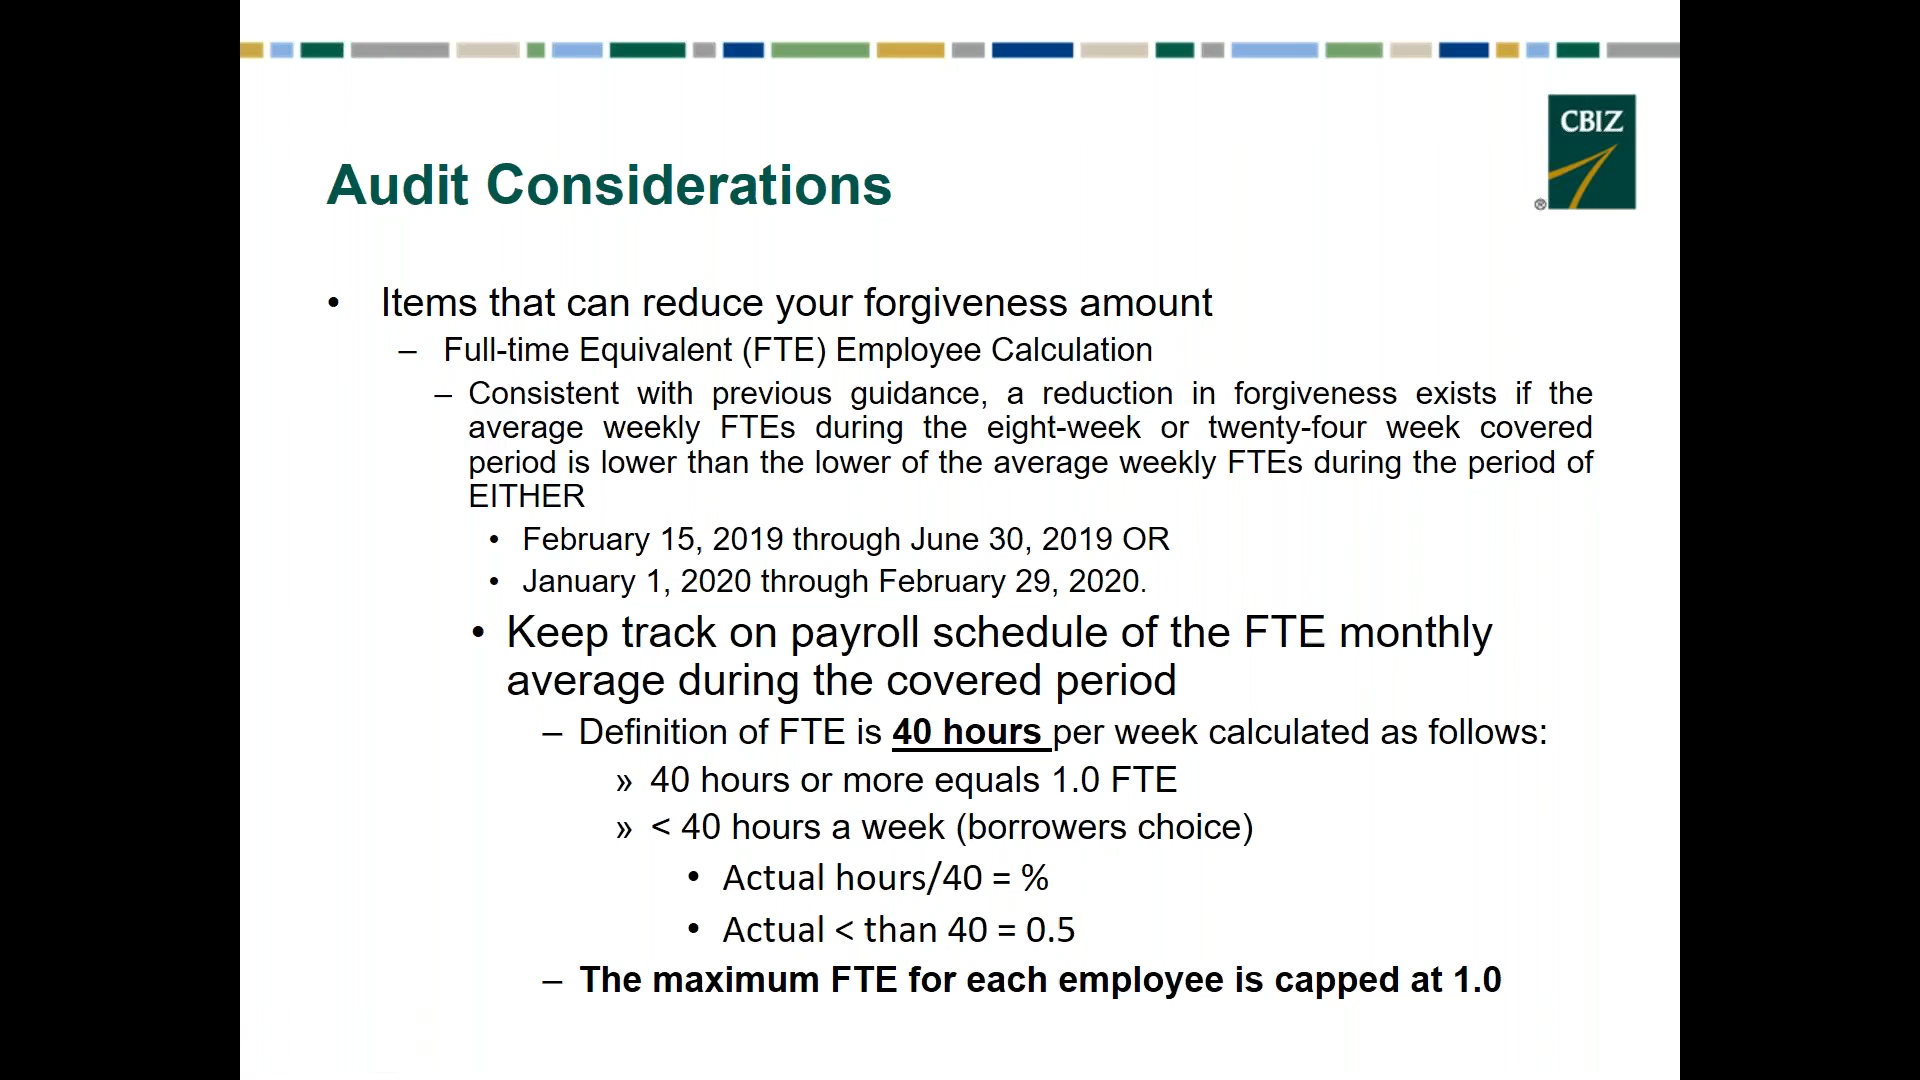 CBIZ
®
Audit Considerations
• Items that can reduce your forgiveness amount
– Full-time Equivalent (FTE) Employee Calculation
– Consistent with previous guidance, a reduction in forgiveness exists if the
average weekly FTEs during the eight-week or twenty-four week covered
period is lower than the lower of the average weekly FTEs during the period of
EITHER
• February 15, 2019 through June 30, 2019 OR
• January 1, 2020 through February 29, 2020.
• Keep track on payroll schedule of the FTE monthly
average during the covered period
– Definition of FTE is 40 hours per week calculated as follows:
» 40 hours or more equals 1.0 FTE
» < 40 hours a week (borrowers choice)
• Actual hours/40 = %
• Actual < than 40 = 0.5
– The maximum FTE for each employee is capped at 1.0